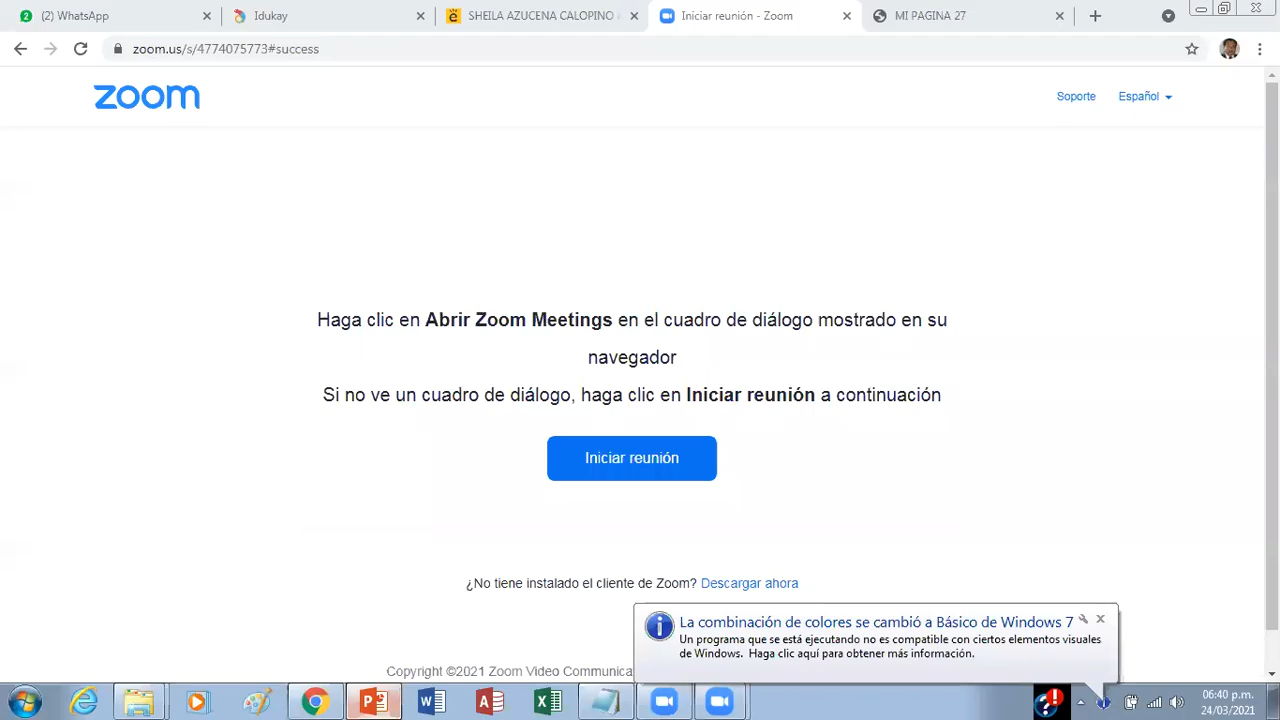 (2) WhatsApp
Idukay
SHEILA AZUCENA CALOPINO
Iniciar reunión - Zoom
MI PAGINA 27
zoom.us/s/4774075773#success
zoom
Soporte
Español
Haga clic en Abrir Zoom Meetings en el cuadro de diálogo mostrado en su
navegador
Si no ve un cuadro de diálogo, haga clic en Iniciar reunión a continuación
Iniciar reunión
¿No tiene instalado el cliente de Zoom? Descargar ahora
La combinación de colores se cambió a Básico de Windows 7
Un programa que se está ejecutando no es compatible con ciertos elementos visuales
de Windows. Haga clic aquí para obtener más información.
Copyright ©2021 Zoom Video Communica
06:40 p.m.
24/03/2021